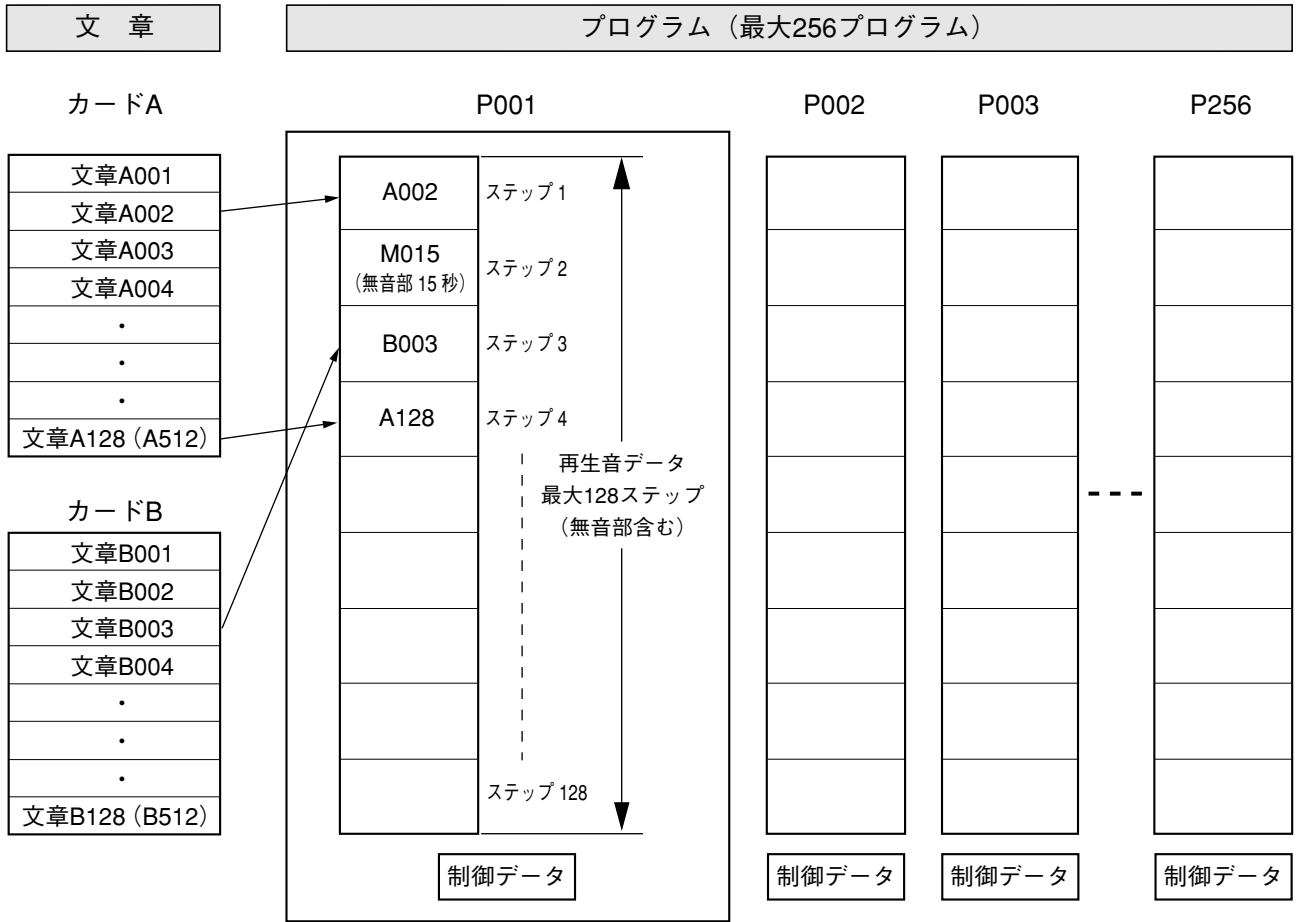 文 章
プログラム（最大256プログラム）
カードA
文章A001
文章A002
文章A003
文章A004
・
・
・
文章A128（A512）
カードB
文章B001
文章B002
文章B003
文章B004
・
・
・
文章B128（B512）
P001
A002
ステップ 1
M015
（無音部 15 秒）
ステップ 2
B003
ステップ 3
A128
ステップ 4
再生音データ
最大128ステップ
（無音部含む）
ステップ 128
制御データ
P002
制御データ
P003
制御データ
P256
制御データ